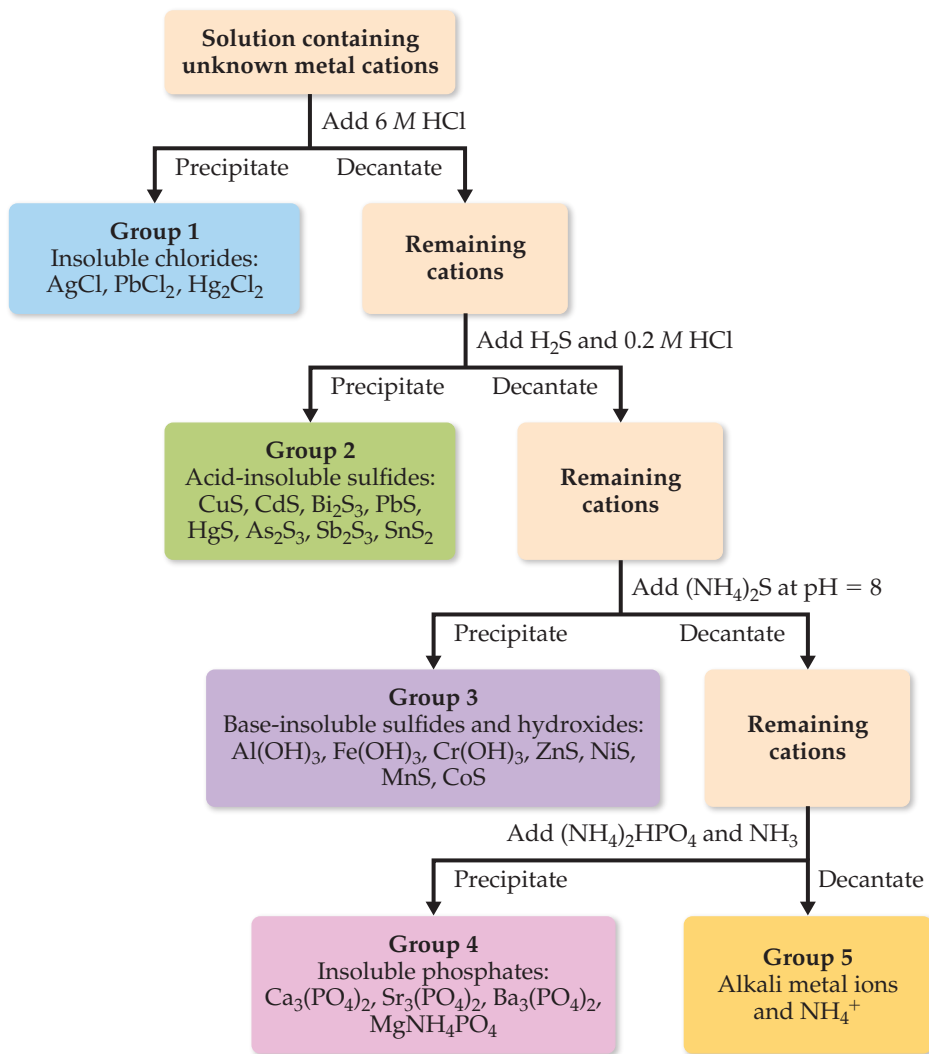 Solution containing
unknown metal cations
Add 6 M HCl
Precipitate
Decantate
Group 1
Insoluble chlorides:
AgCl, PbCl₂, Hg₂Cl₂
Remaining
cations
Add H₂S and 0.2 M HCl
Precipitate
Decantate
Group 2
Acid-insoluble sulfides:
CuS, CdS, Bi₂S₃, PbS,
HgS, As₂S₃, Sb₂S₃, SnS₂
Remaining
cations
Add (NH₄)₂S at pH = 8
Precipitate
Decantate
Group 3
Base-insoluble sulfides and hydroxides:
Al(OH)₃, Fe(OH)₃, Cr(OH)₃, ZnS, NiS,
MnS, CoS
Remaining
cations
Add (NH₄)₂HPO₄ and NH₃
Precipitate
Decantate
Group 4
Insoluble phosphates:
Ca₃(PO₄)₂, Sr₃(PO₄)₂, Ba₃(PO₄)₂,
MgNH₄PO₄
Group 5
Alkali metal ions
and NH₄⁺